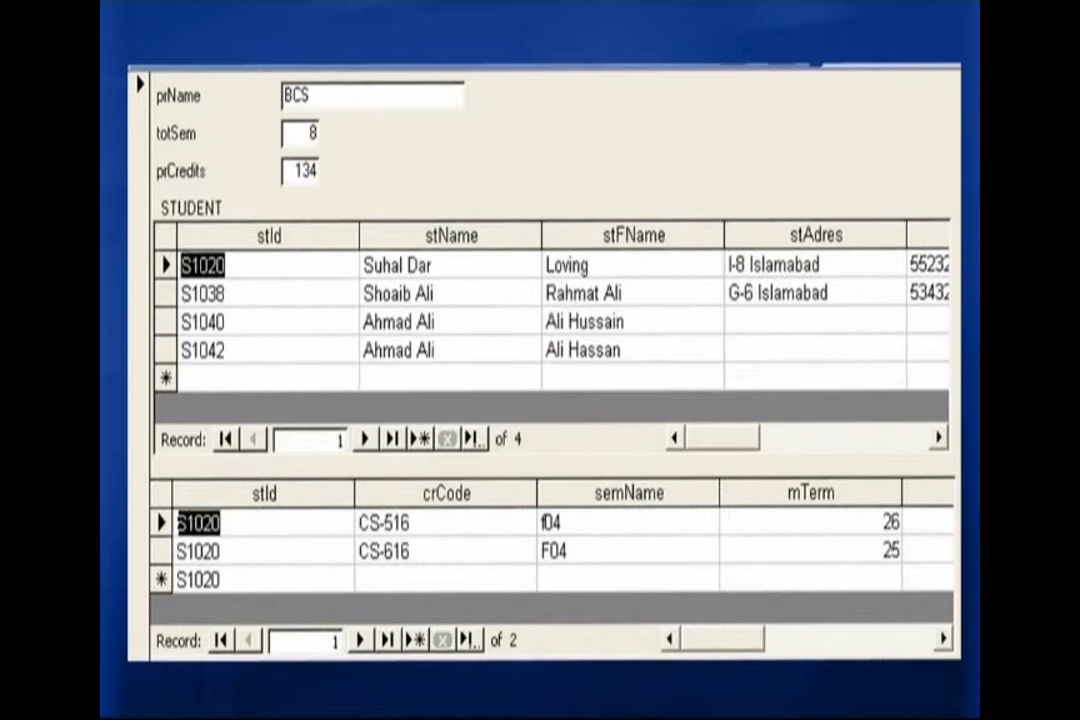 prName BCS
totSem 8
prCredits 134
STUDENT
stId stName stFName stAdres
S1020 Suhal Dar Loving I-8 Islamabad 55232
S1038 Shoaib Ali Rahmat Ali G-6 Islamabad 53432
S1040 Ahmad Ali Ali Hussain
S1042 Ahmad Ali Ali Hassan
Record: 1 of 4
stId crCode semName mTerm
S1020 CS-516 f04 26
S1020 CS-616 F04 25
S1020
Record: 1 of 2